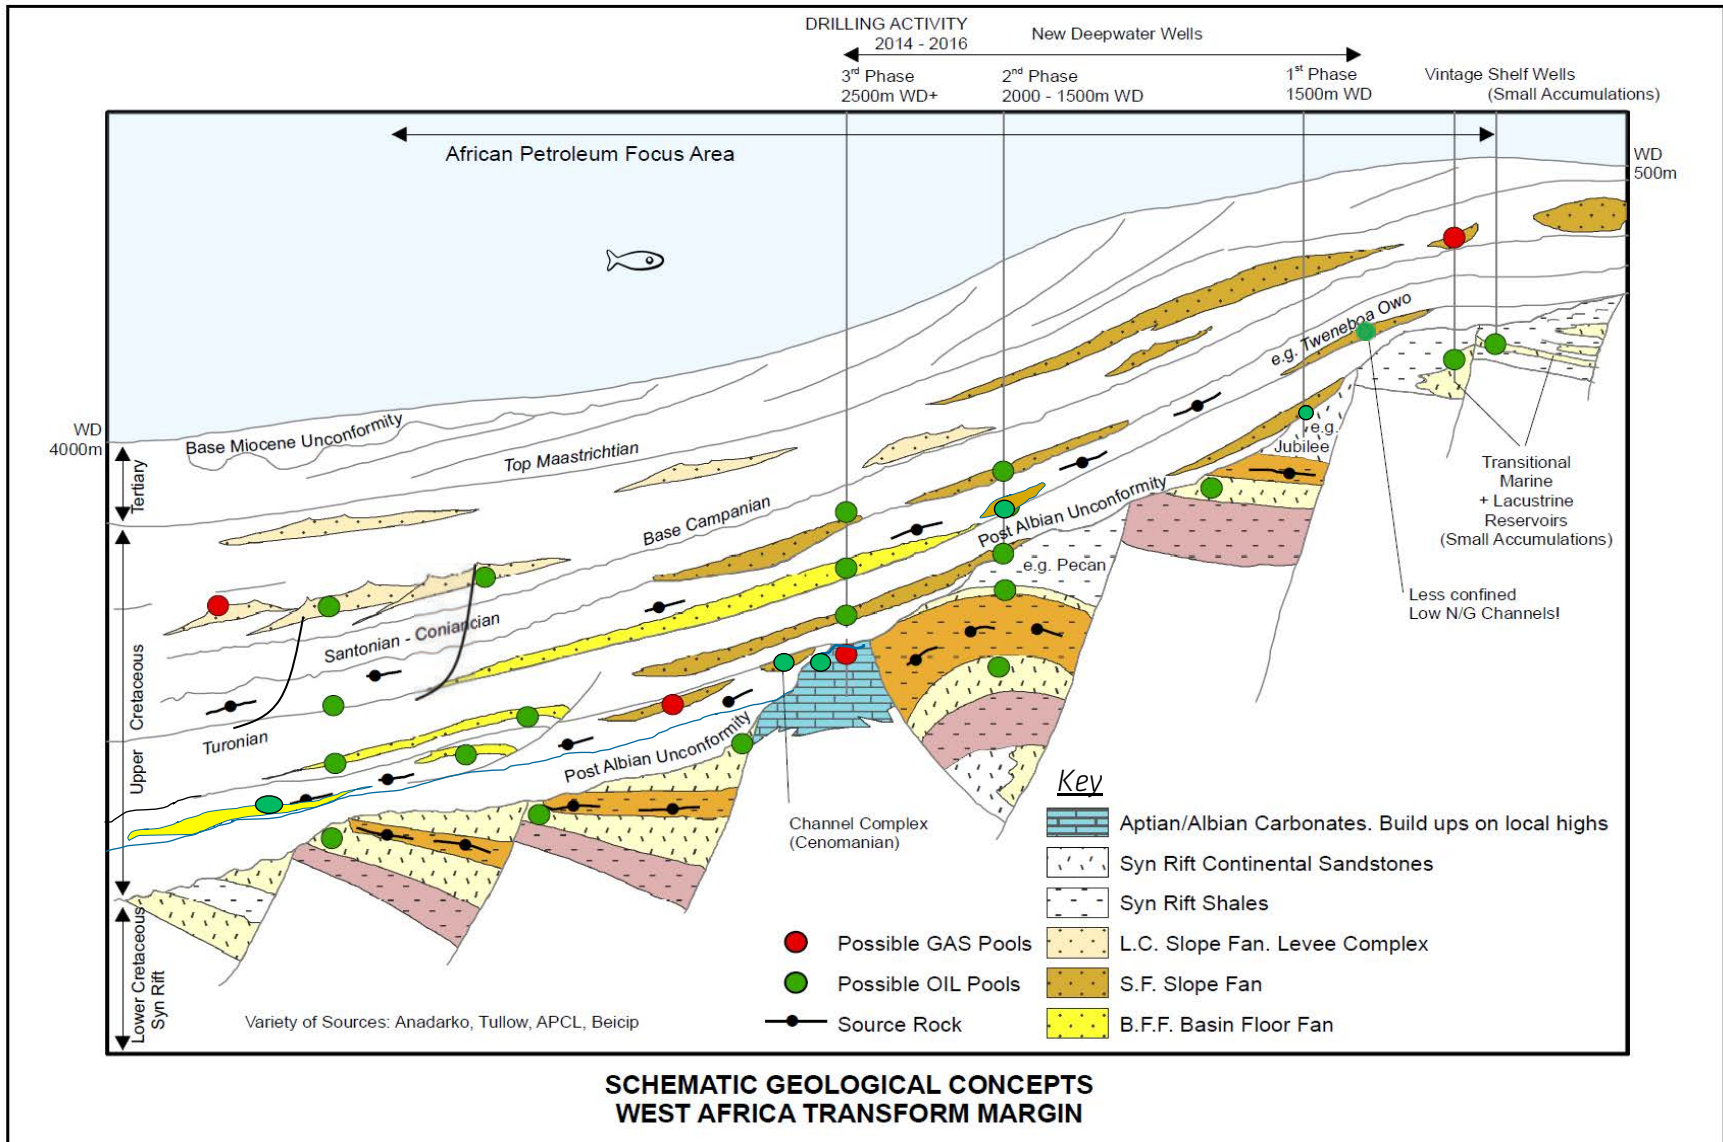 DRILLING ACTIVITY
2014 - 2016
New Deepwater Wells
3rd Phase
2500m WD+
2nd Phase
2000 - 1500m WD
1st Phase
1500m WD
Vintage Shelf Wells
(Small Accumulations)
African Petroleum Focus Area
WD
500m
WD
4000m
Tertiary
Upper Cretaceous
Lower Cretaceous
Syn Rift
Base Miocene Unconformity
Top Maastrichtian
Base Campanian
Santonian - Coniancian
Turonian
Post Albian Unconformity
Post Albian Unconformity
e.g. Tweneboa Owo
e.g.
Jubilee
e.g. Pecan
Transitional
Marine
+ Lacustrine
Reservoirs
(Small Accumulations)
Less confined
Low N/G Channels!
Channel Complex
(Cenomanian)
Key
Aptian/Albian Carbonates. Build ups on local highs
Syn Rift Continental Sandstones
Syn Rift Shales
L.C. Slope Fan. Levee Complex
S.F. Slope Fan
B.F.F. Basin Floor Fan
Possible GAS Pools
Possible OIL Pools
Source Rock
Variety of Sources: Anadarko, Tullow, APCL, Beicip
SCHEMATIC GEOLOGICAL CONCEPTS
WEST AFRICA TRANSFORM MARGIN